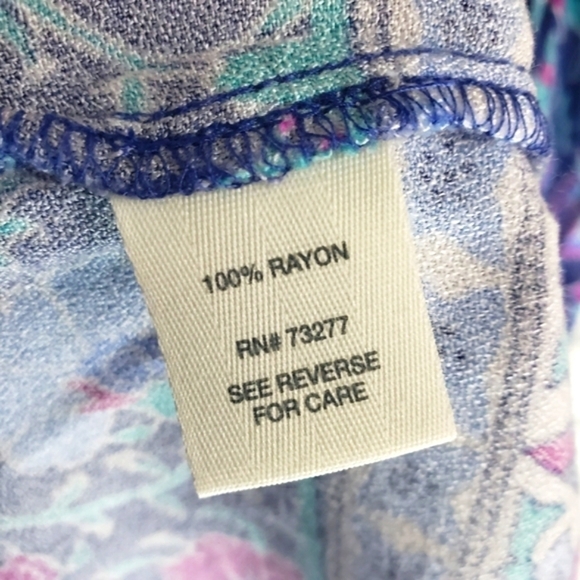 100% RAYON
RN# 73277
SEE REVERSE
FOR CARE